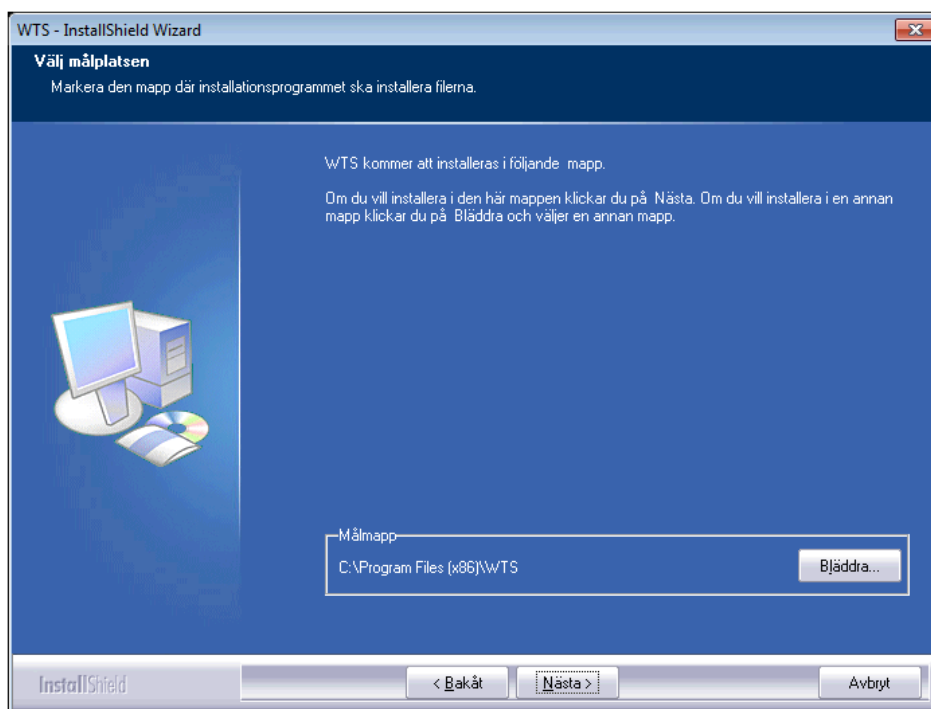 WTS - InstallShield Wizard
Välj målplatsen
Markera den mapp där installationsprogrammet ska installera filerna.
WTS kommer att installeras i följande mapp.
Om du vill installera i den här mappen klickar du på Nästa. Om du vill installera i en annan
mapp klickar du på Bläddra och väljer en annan mapp.
Målmapp
C:\Program Files (x86)\WTS
Bläddra...
InstallShield
< Bakåt
Nästa >
Avbryt